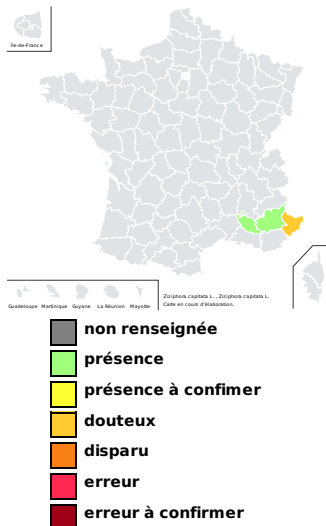 Île-de-France
Guadeloupe Martinique Guyane La Réunion Mayotte
Ziziphora capitata L. , Ziziphora capitata L.
Carte en cours d'élaboration.
non renseignée
présence
présence à confimer
douteux
disparu
erreur
erreur à confirmer